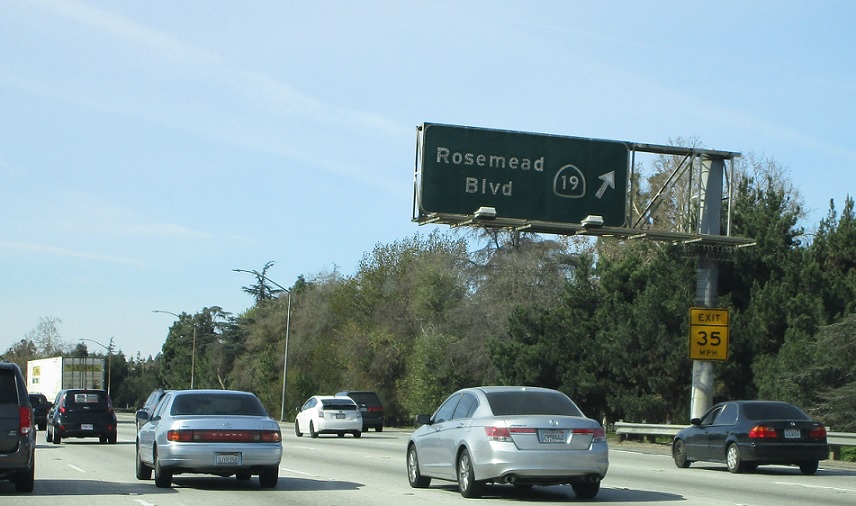 Rosemead
Blvd
19
EXIT
35
MPH